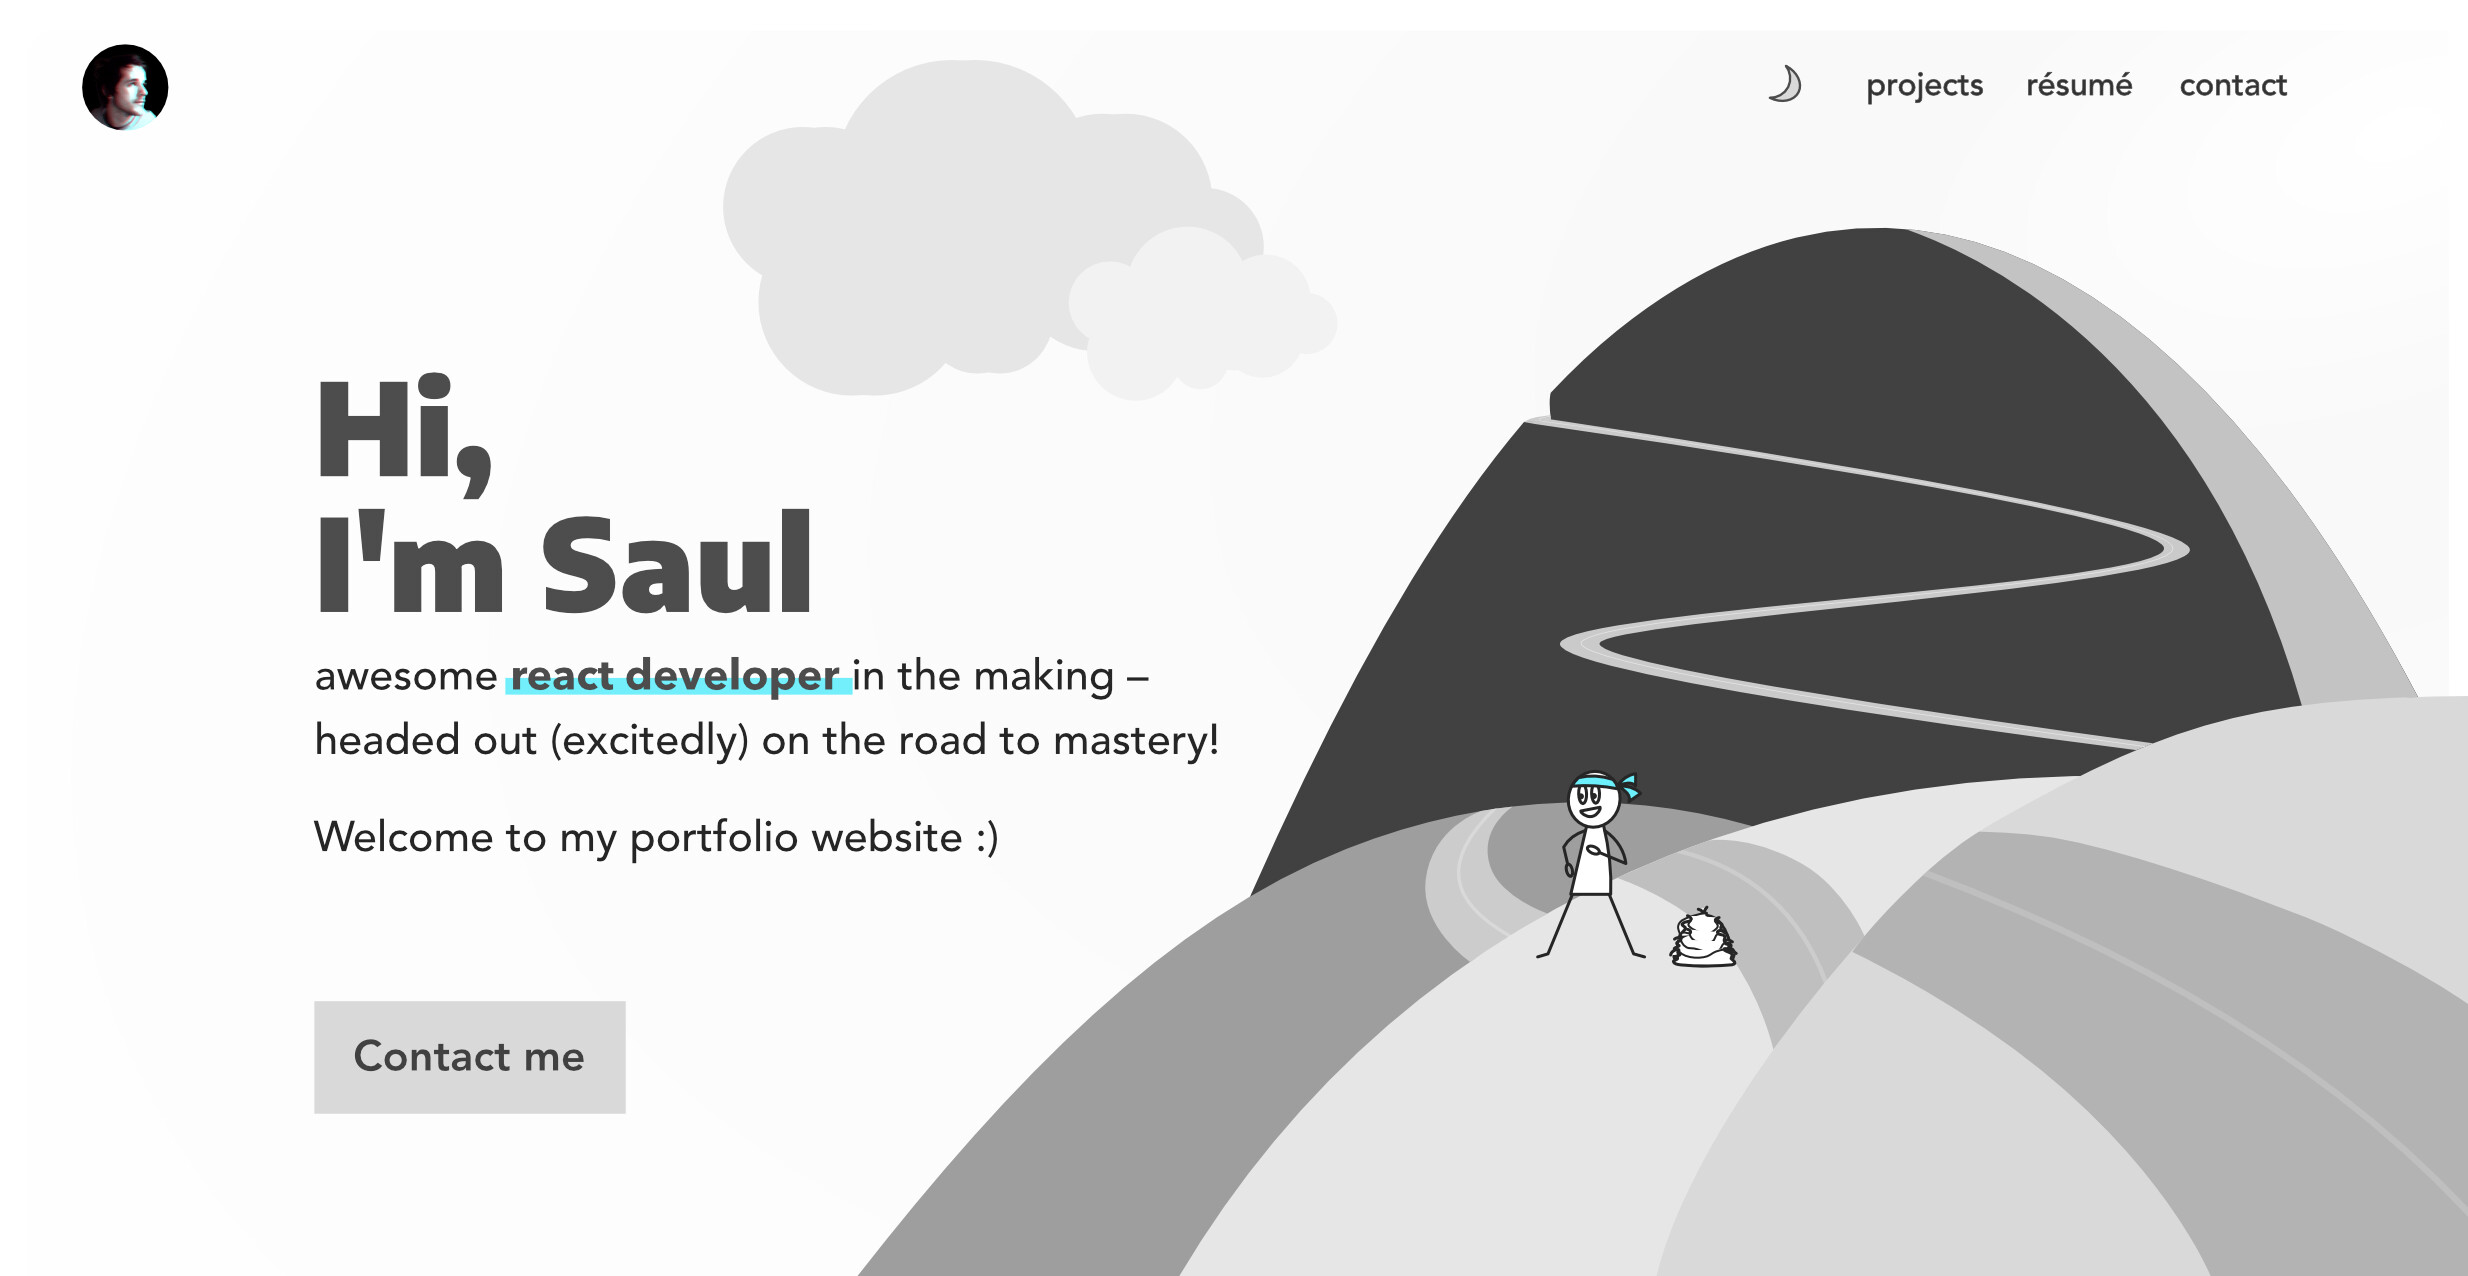 projects résumé contact
Hi,
I'm Saul
awesome react developer in the making –
headed out (excitedly) on the road to mastery!
Welcome to my portfolio website :)
Contact me